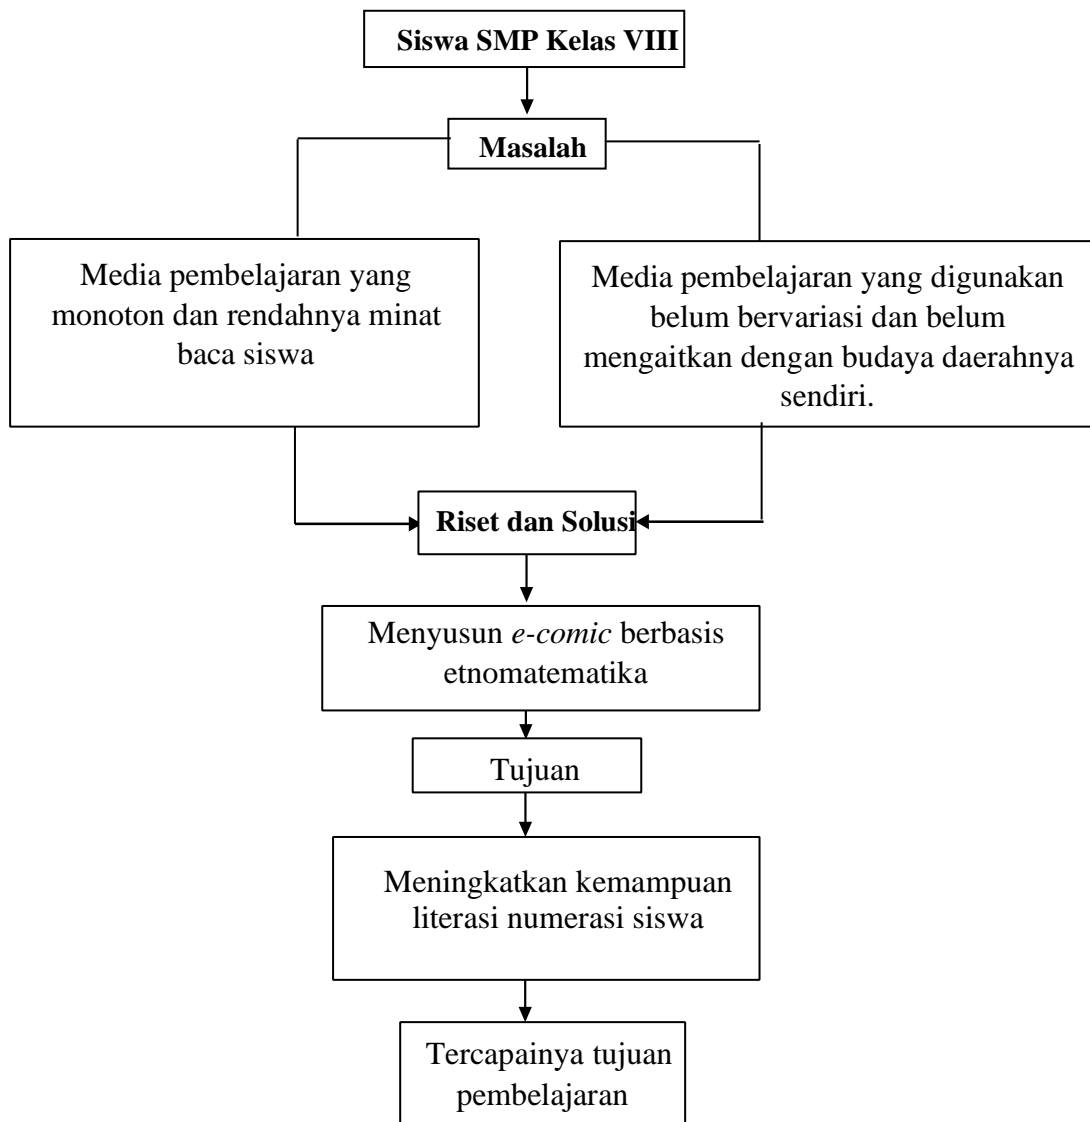 Siswa SMP Kelas VIII
Masalah
Media pembelajaran yang
monoton dan rendahnya minat
baca siswa
Media pembelajaran yang digunakan
belum bervariasi dan belum
mengaitkan dengan budaya daerahnya
sendiri.
Riset dan Solusi
Menyusun e-comic berbasis
etnomatematika
Tujuan
Meningkatkan kemampuan
literasi numerasi siswa
Tercapainya tujuan
pembelajaran